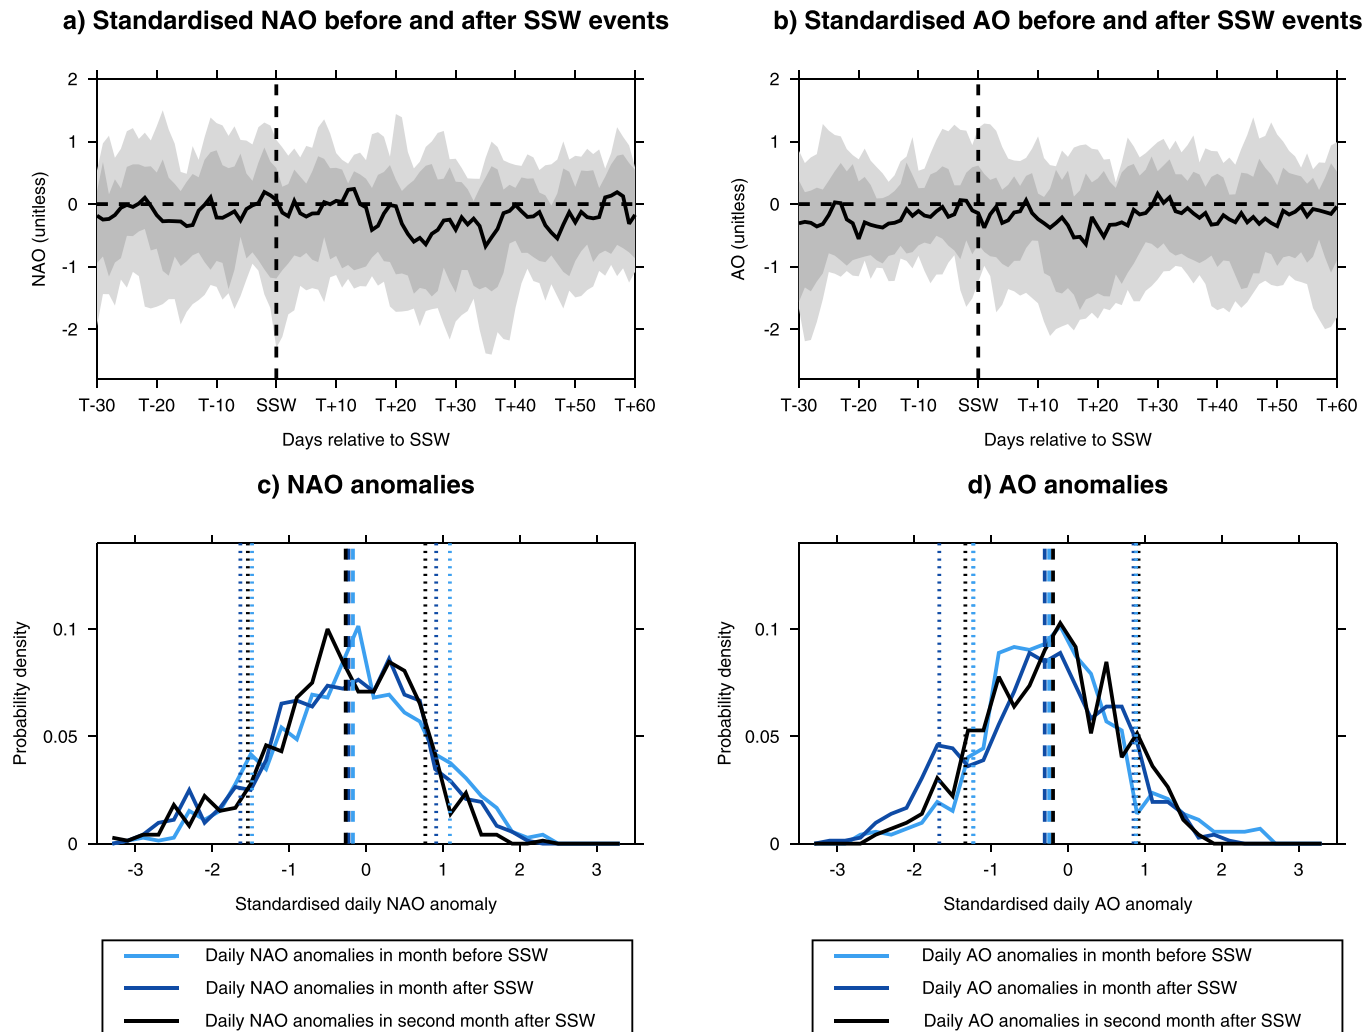 a) Standardised NAO before and after SSW events
2
1
0
-1
-2
NAO (unitless)
T-30 T-20 T-10 SSW T+10 T+20 T+30 T+40 T+50 T+60
Days relative to SSW
b) Standardised AO before and after SSW events
2
1
0
-1
-2
AO (unitless)
T-30 T-20 T-10 SSW T+10 T+20 T+30 T+40 T+50 T+60
Days relative to SSW
c) NAO anomalies
0.1
0.05
0
Probability density
-3 -2 -1 0 1 2 3
Standardised daily NAO anomaly
Daily NAO anomalies in month before SSW
Daily NAO anomalies in month after SSW
Daily NAO anomalies in second month after SSW
d) AO anomalies
0.1
0.05
0
Probability density
-3 -2 -1 0 1 2 3
Standardised daily AO anomaly
Daily AO anomalies in month before SSW
Daily AO anomalies in month after SSW
Daily AO anomalies in second month after SSW